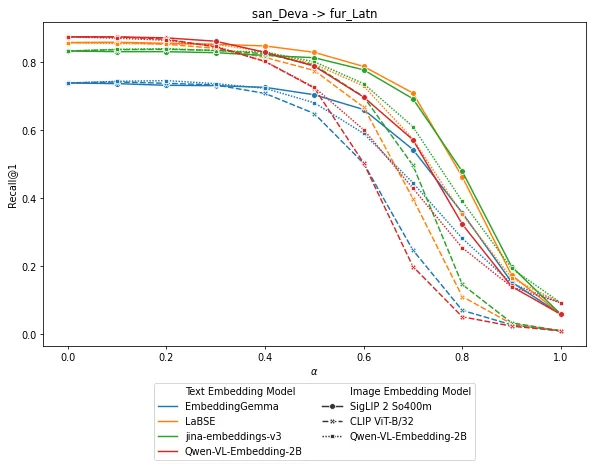 san_Deva -> fur_Latn
Recall@1
0.8
0.6
0.4
0.2
0.0
0.0 0.2 0.4 0.6 0.8 1.0
α
Text Embedding Model
EmbeddingGemma
LaBSE
jina-embeddings-v3
Qwen-VL-Embedding-2B
Image Embedding Model
SigLIP 2 So400m
CLIP ViT-B/32
Qwen-VL-Embedding-2B